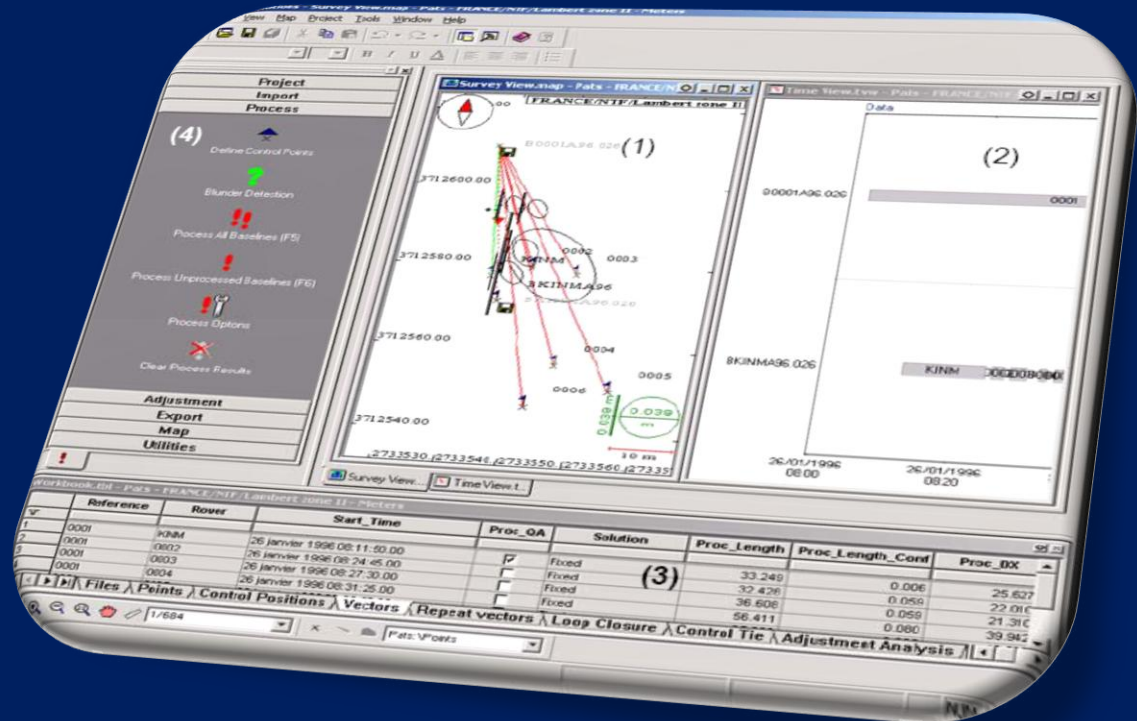 View Map Project Tools Window Help
B I U A
Project
Import
Process
(4)
Define Control Points
Blunder Detection
Process All Baselines (F5)
Process Unprocessed Baselines (F6)
Process Options
Clear Process Results
Adjustment
Export
Map
Utilities
Survey View.map - Pats - FRANCE/N
FRANCE/NTF/Lambert zone II
B0001A96.026
(1)
3712600.00
3712580.00
0002
0003
KINM
BKINMA96
3712560.00
0004
0005
0006
0.039 m
0.039
m
3712540.00
10 m
Time View.tvw - Pats - FRANCE/NTF
Data
(2)
B0001A96.026
0001
BKINMA96.026
KINM
26/01/1996
08:00
26/01/1996
08:20
Survey View...
Time View.t...
Workbook.tbl - Pats - FRANCE/NTF/Lambert zone II - Meters
Reference Rover Start_Time Proc_QA Solution Proc_Length Proc_Length_Conf Proc_DX
1 0001 KINM 26 janvier 1996 08:11:50.00 Fixed 33.249 0.006 25.627
2 0001 0002 26 janvier 1996 08:24:45.00 Fixed 32.426 0.059
3 0001 0003 26 janvier 1996 08:27:30.00 Fixed 36.608 0.059
0001 0004 26 janvier 1996 08:31:25.00 Fixed 56.411 0.080 39.942
(3)
Files Points Control Positions Vectors Repeat vectors Loop Closure Control Tie Adjustment Analysis
1/684
Pats:\Points